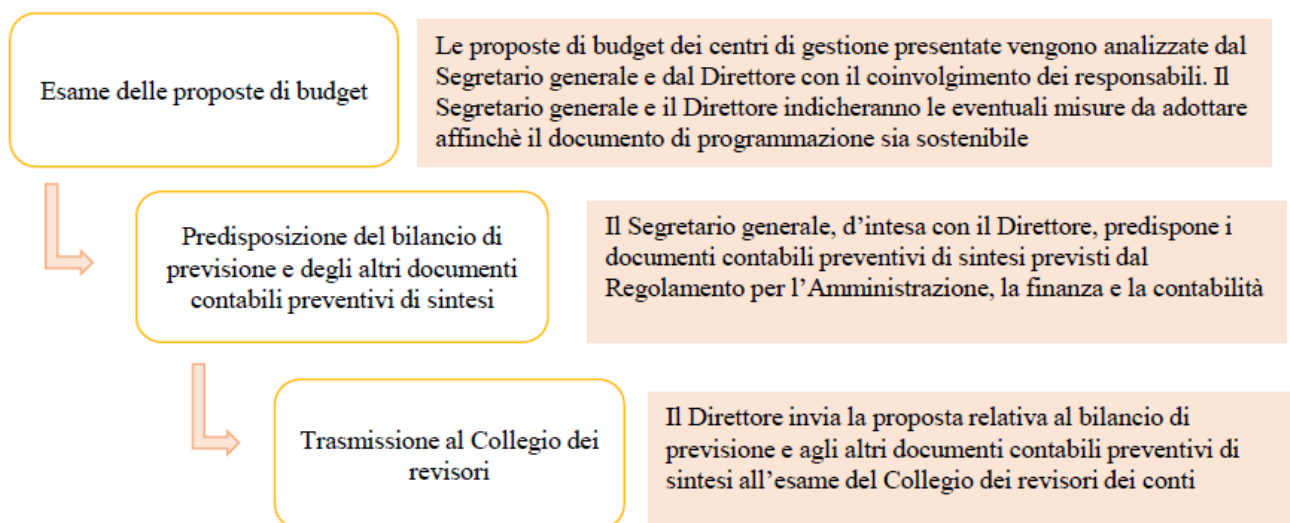 Esame delle proposte di budget
Le proposte di budget dei centri di gestione presentate vengono analizzate dal
Segretario generale e dal Direttore con il coinvolgimento dei responsabili. Il
Segretario generale e il Direttore indicheranno le eventuali misure da adottare
affinchè il documento di programmazione sia sostenibile
Predisposizione del bilancio di
previsione e degli altri documenti
contabili preventivi di sintesi
Il Segretario generale, d’intesa con il Direttore, predispone i
documenti contabili preventivi di sintesi previsti dal
Regolamento per l’Amministrazione, la finanza e la contabilità
Trasmissione al Collegio dei
revisori
Il Direttore invia la proposta relativa al bilancio di
previsione e agli altri documenti contabili preventivi di
sintesi all’esame del Collegio dei revisori dei conti